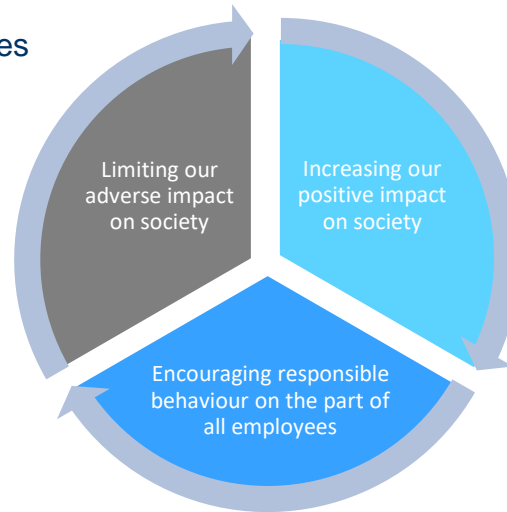 es
Limiting our
adverse impact
on society
Increasing our
positive impact
on society
Encouraging responsible
behaviour on the part of
all employees